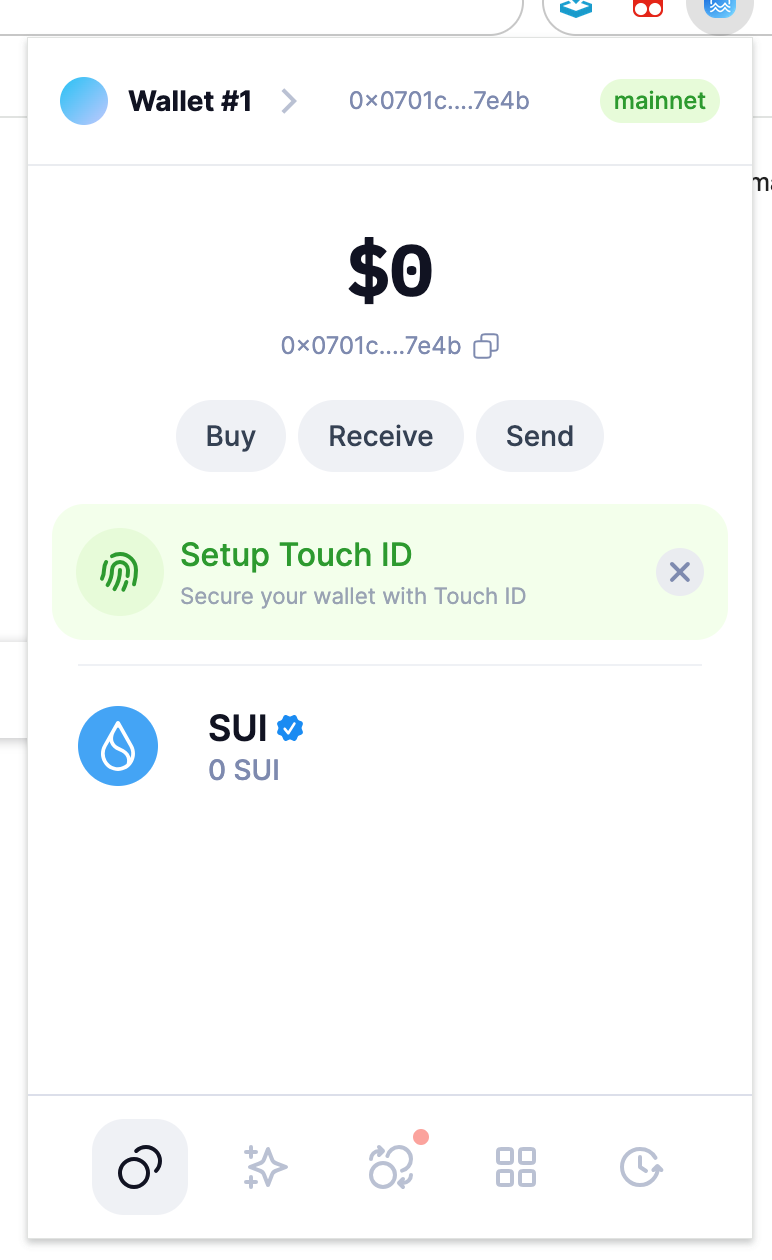 Wallet #1
0×0701c....7e4b
mainnet
$0
0×0701c....7e4b
Buy
Receive
Send
Setup Touch ID
Secure your wallet with Touch ID
SUI
0 SUI